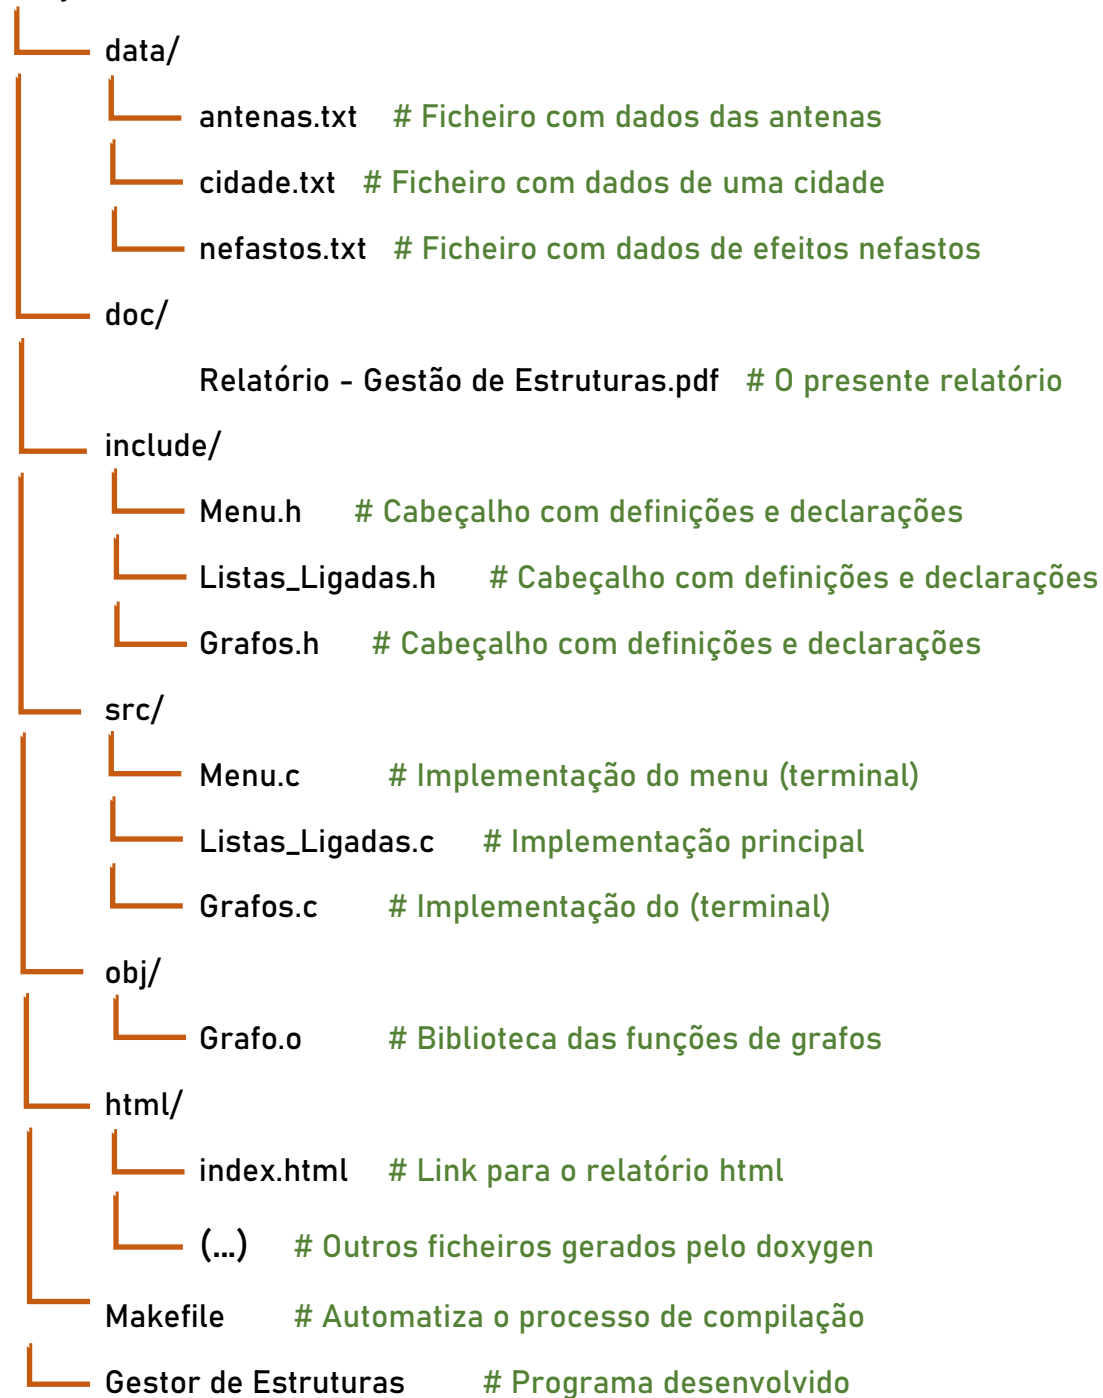 data/
antenas.txt # Ficheiro com dados das antenas
cidade.txt # Ficheiro com dados de uma cidade
nefastos.txt # Ficheiro com dados de efeitos nefastos
doc/
Relatório - Gestão de Estruturas.pdf # O presente relatório
include/
Menu.h # Cabeçalho com definições e declarações
Listas_Ligadas.h # Cabeçalho com definições e declarações
Grafos.h # Cabeçalho com definições e declarações
src/
Menu.c # Implementação do menu (terminal)
Listas_Ligadas.c # Implementação principal
Grafos.c # Implementação do (terminal)
obj/
Grafo.o # Biblioteca das funções de grafos
html/
index.html # Link para o relatório html
(...) # Outros ficheiros gerados pelo doxygen
Makefile # Automatiza o processo de compilação
Gestor de Estruturas # Programa desenvolvido